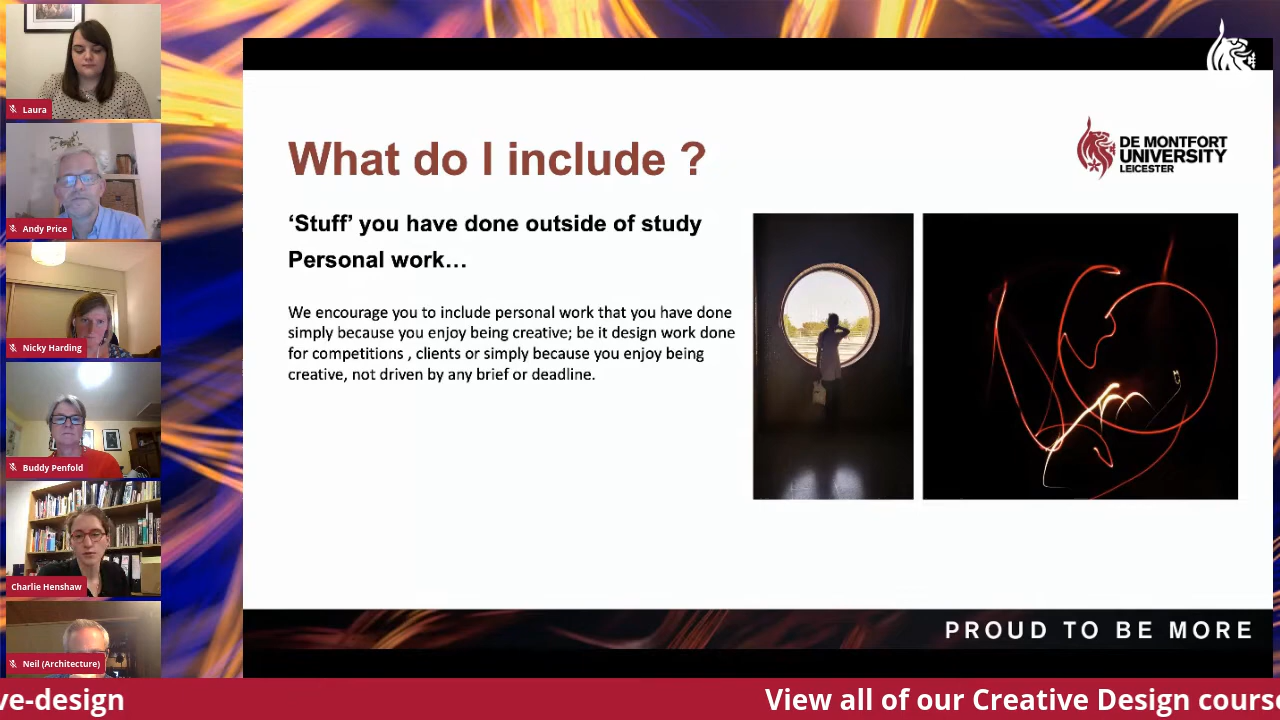 Laura
Andy Price
Nicky Harding
Buddy Penfold
Charlie Henshaw
Neil (Architecture)
What do I include ?
DE MONTFORT
UNIVERSITY
LEICESTER
‘Stuff’ you have done outside of study
Personal work…
We encourage you to include personal work that you have done
simply because you enjoy being creative; be it design work done
for competitions , clients or simply because you enjoy being
creative, not driven by any brief or deadline.
PROUD TO BE MORE
ve-design
View all of our Creative Design course